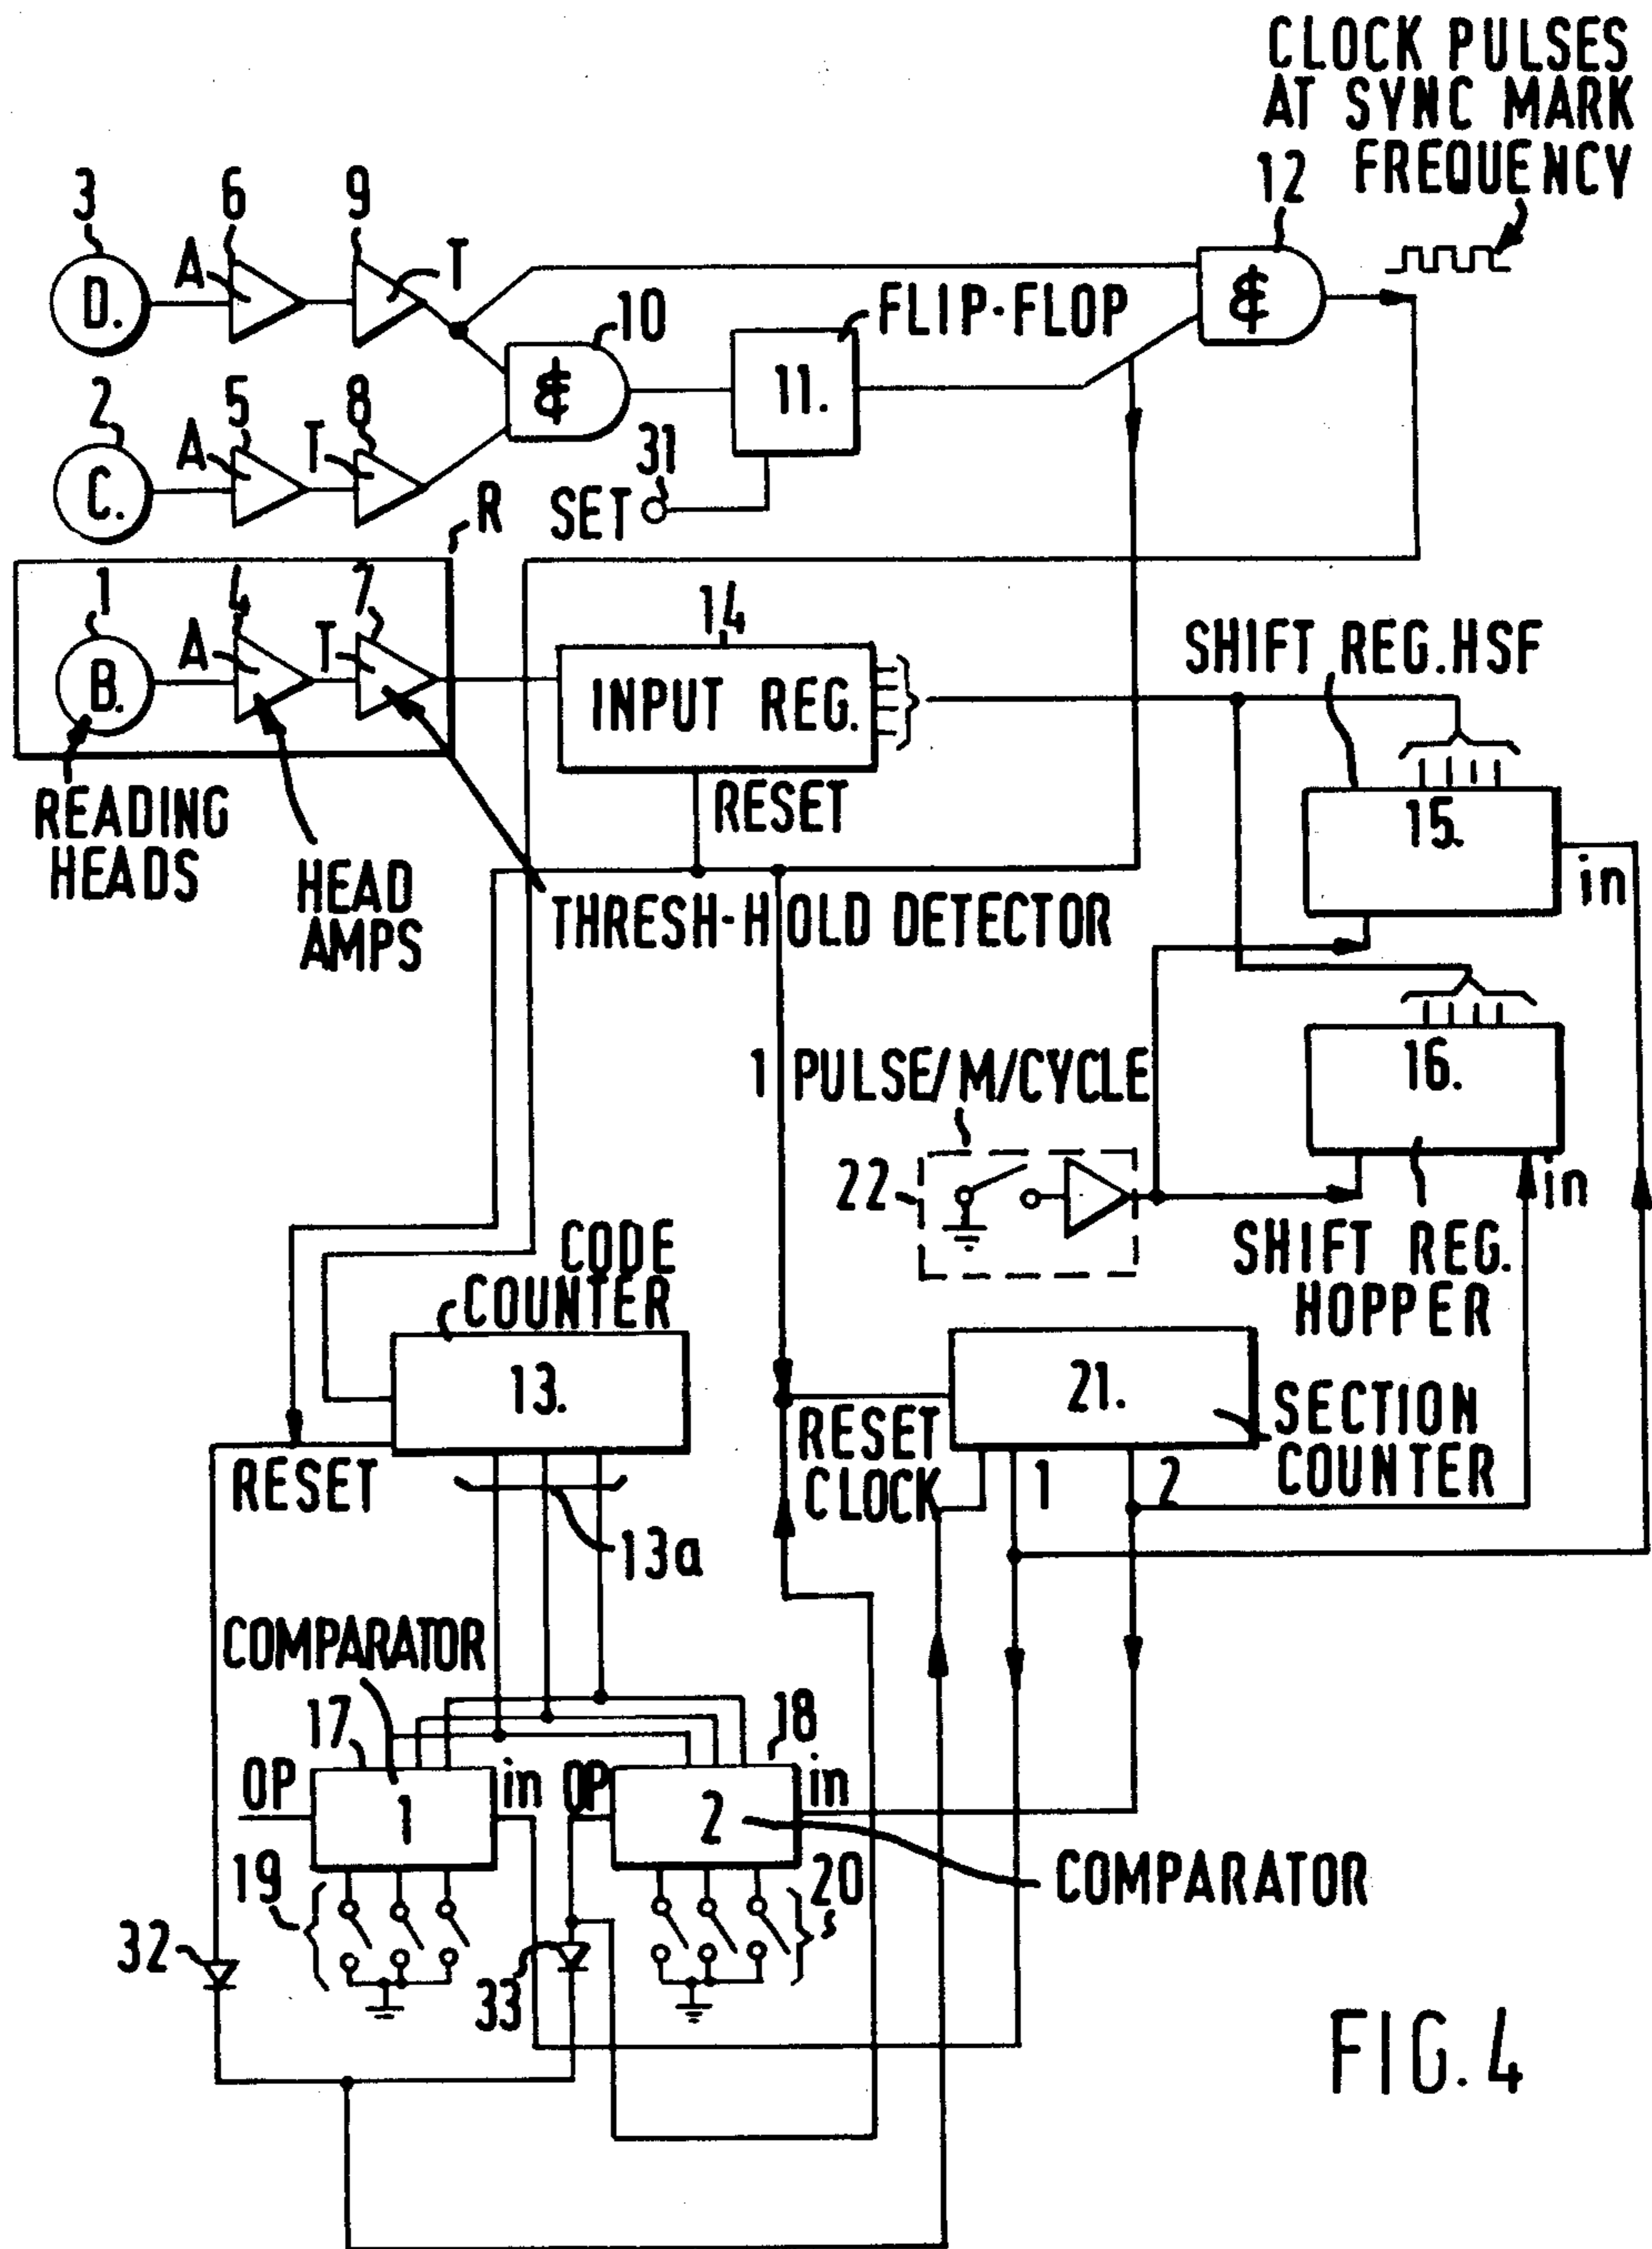 CLOCK PULSES
AT SYNC MARK
FREQUENCY
12
3
6
9
D.
A
T
&
10
FLIP-FLOP
&
11.
2
5
8
C.
A
T
31
SET
R
1
4
7
B.
A
T
14
INPUT REG.
RESET
SHIFT REG. HSF
15.
in
READING
HEADS
HEAD
AMPS
THRESH-HOLD DETECTOR
16.
in
1 PULSE/M/CYCLE
22
SHIFT REG.
HOPPER
CODE
COUNTER
13.
RESET
13a
21.
RESET
CLOCK
1
2
SECTION
COUNTER
COMPARATOR
17
18
OP
1
in
OP
2
in
19
20
s
COMPARATOR
32
33
FIG. 4